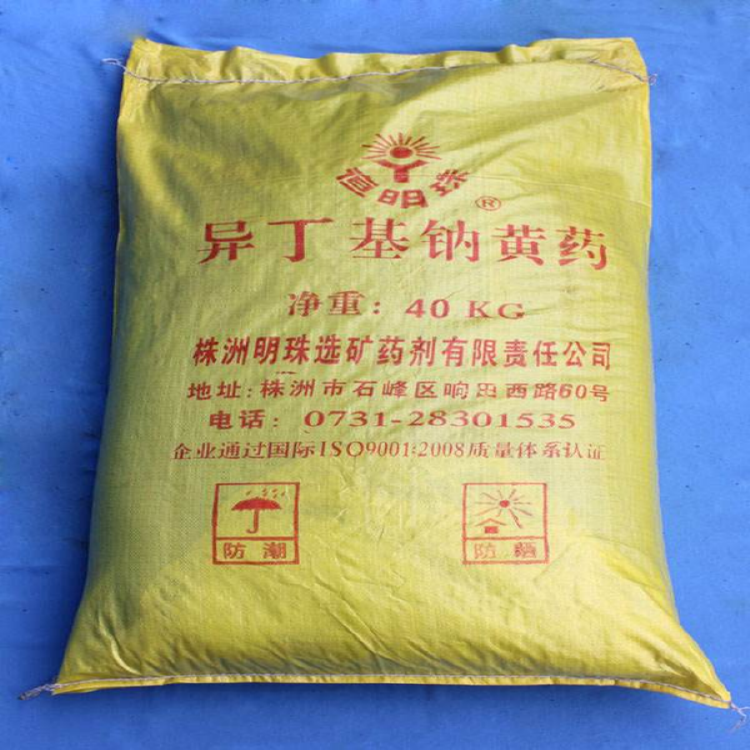 恒明珠®
异丁基钠黄药
净重：40 KG
株洲明珠选矿药剂有限责任公司
地址：株洲市石峰区响田西路60号
电话：0731-28301535
企业通过国际ISO9001:2008质量体系认证
防潮
防晒